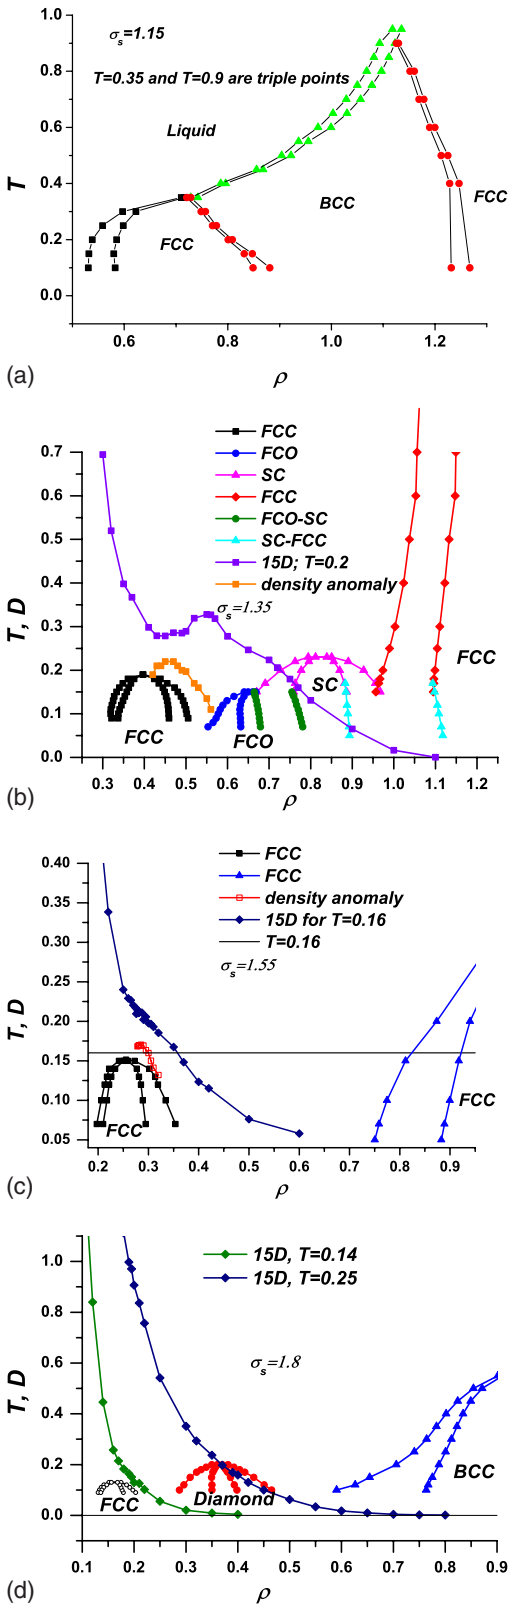 1.0
σs=1.15
T=0.35 and T=0.9 are triple points
0.8
Liquid
0.6
T
0.4
BCC
FCC
FCC
0.2
0.0
0.6 0.8 1.0 1.2
(a)
ρ
FCC
0.7
FCO
SC
0.6
FCC
FCO-SC
0.5
SC-FCC
15D; T=0.2
0.4
density anomaly
σs=1.35
T, D
0.3
FCC
0.2
SC
0.1
FCC
FCO
0.0
0.3 0.4 0.5 0.6 0.7 0.8 0.9 1.0 1.1 1.2
(b)
ρ
0.40
FCC
FCC
0.35
density anomaly
15D for T=0.16
0.30
T=0.16
σs=1.55
0.25
T, D
0.20
0.15
0.10
FCC
FCC
0.05
0.2 0.3 0.4 0.5 0.6 0.7 0.8 0.9
(c)
ρ
15D, T=0.14
1.0
15D, T=0.25
0.8
σs=1.8
0.6
T, D
0.4
0.2
BCC
FCC
Diamond
0.0
0.1 0.2 0.3 0.4 0.5 0.6 0.7 0.8 0.9
(d)
ρ